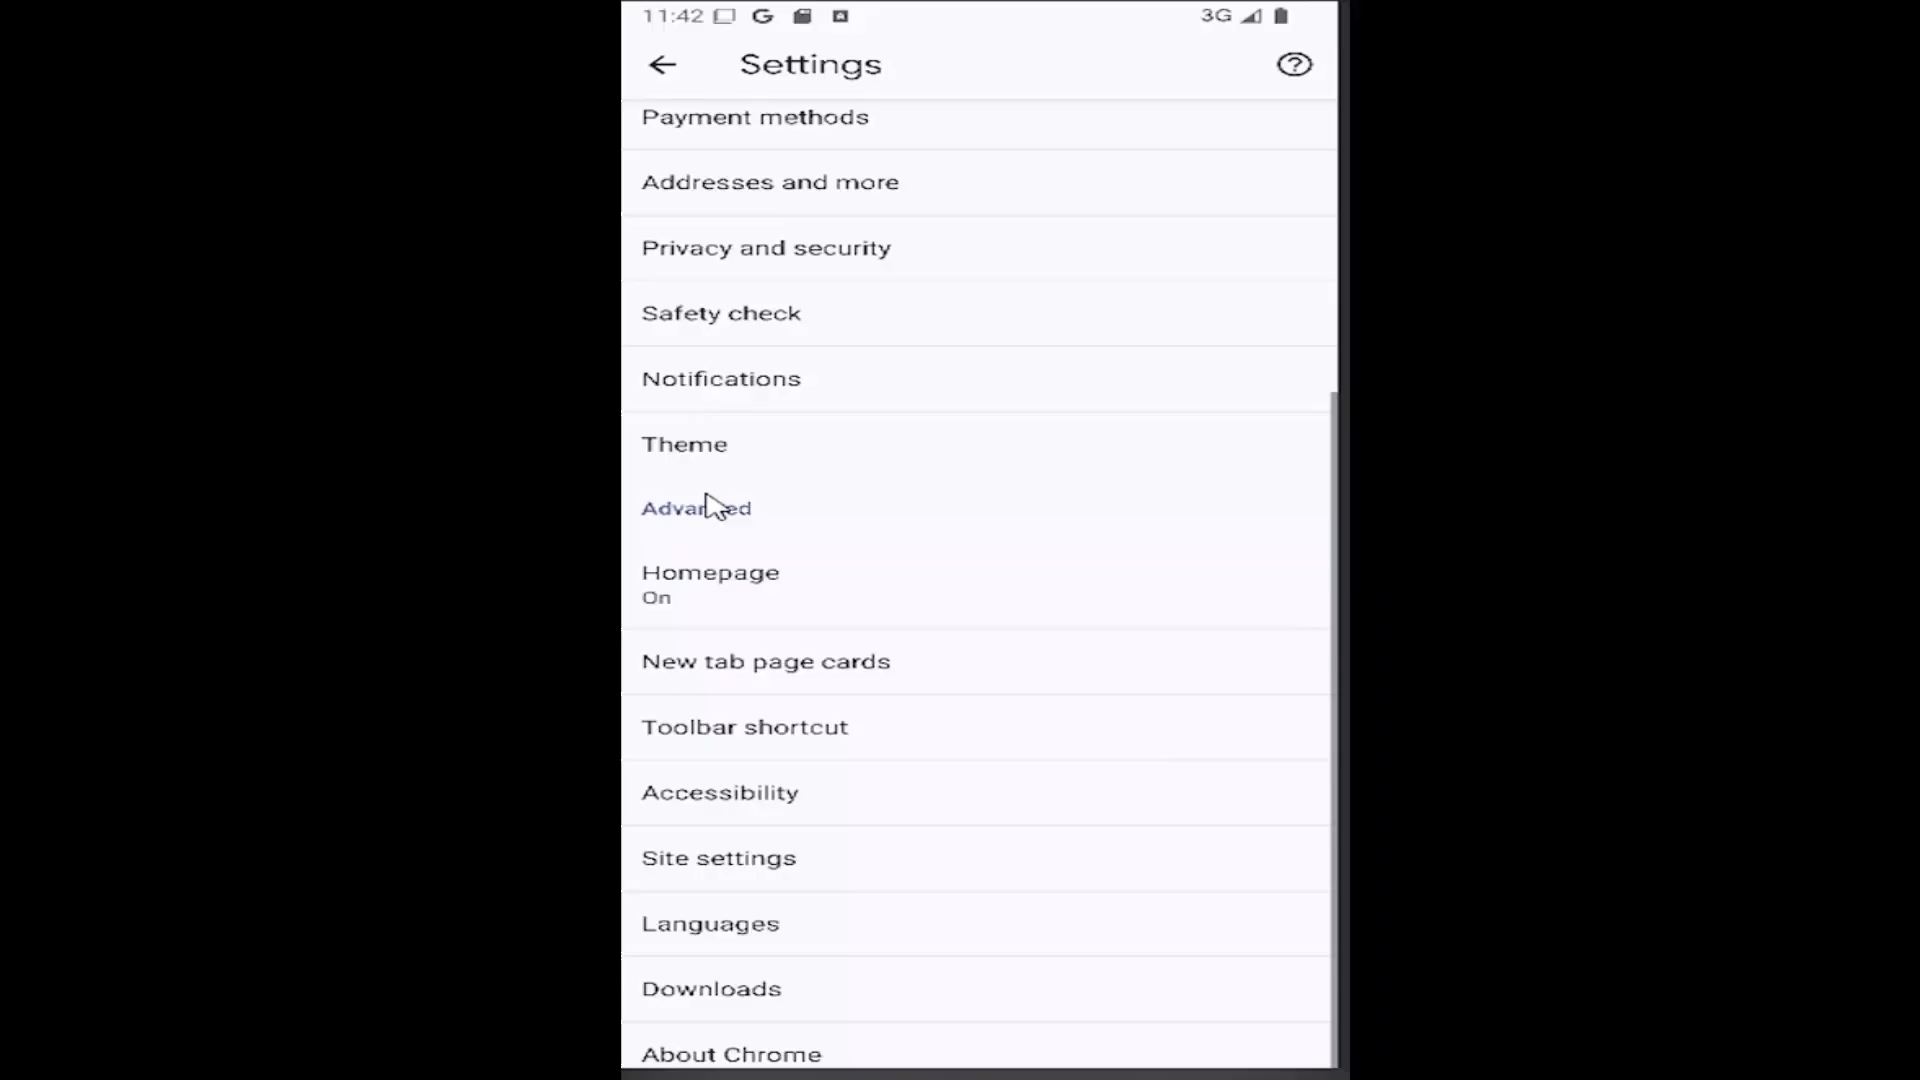 11:42
3G
Settings
Payment methods
Addresses and more
Privacy and security
Safety check
Notifications
Theme
Advanced
Homepage
On
New tab page cards
Toolbar shortcut
Accessibility
Site settings
Languages
Downloads
About Chrome